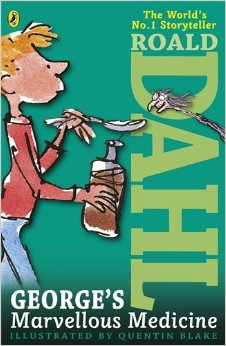 The World's
No.1 Storyteller
ROALD
DAHL
GEORGE'S
Marvellous Medicine
ILLUSTRATED BY QUENTIN BLAKE